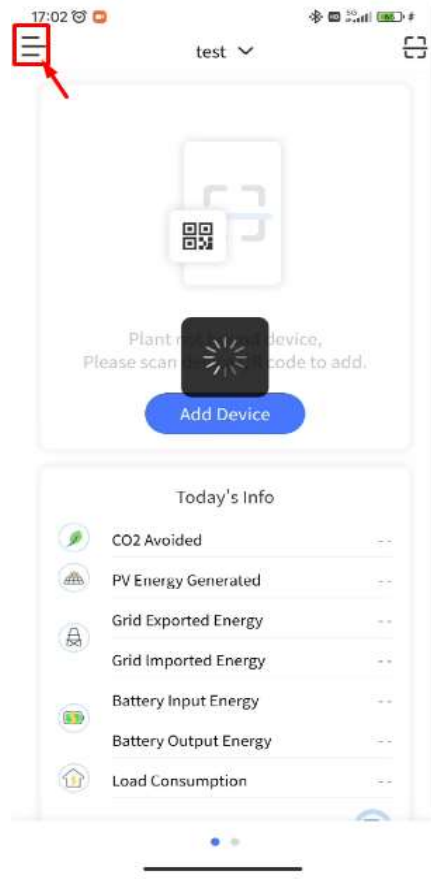 17:02
test
Plant device,
Please scan code to add.
Add Device
Today's Info
CO2 Avoided --
PV Energy Generated --
Grid Exported Energy --
Grid Imported Energy --
Battery Input Energy --
Battery Output Energy --
Load Consumption --